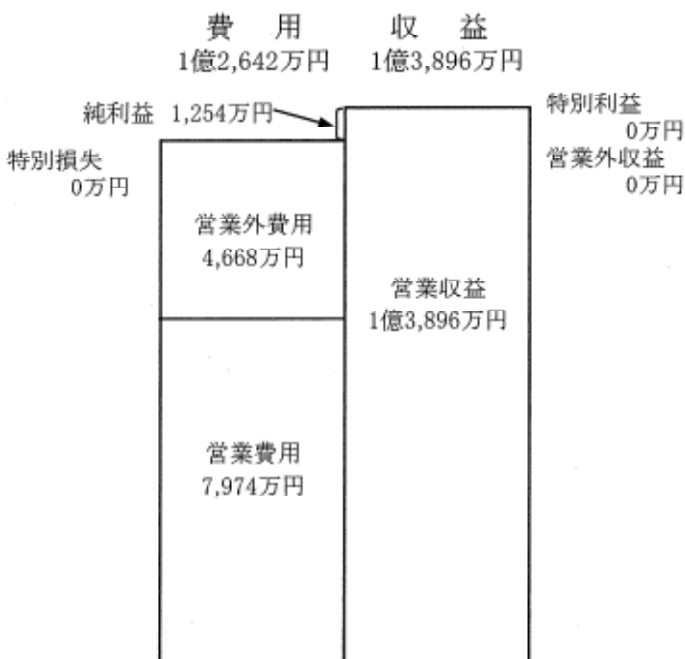 費用 収益
1億2,642万円 1億3,896万円
純利益 1,254万円
特別利益
0万円
特別損失
0万円
営業外収益
0万円
営業外費用
4,668万円
営業収益
1億3,896万円
営業費用
7,974万円